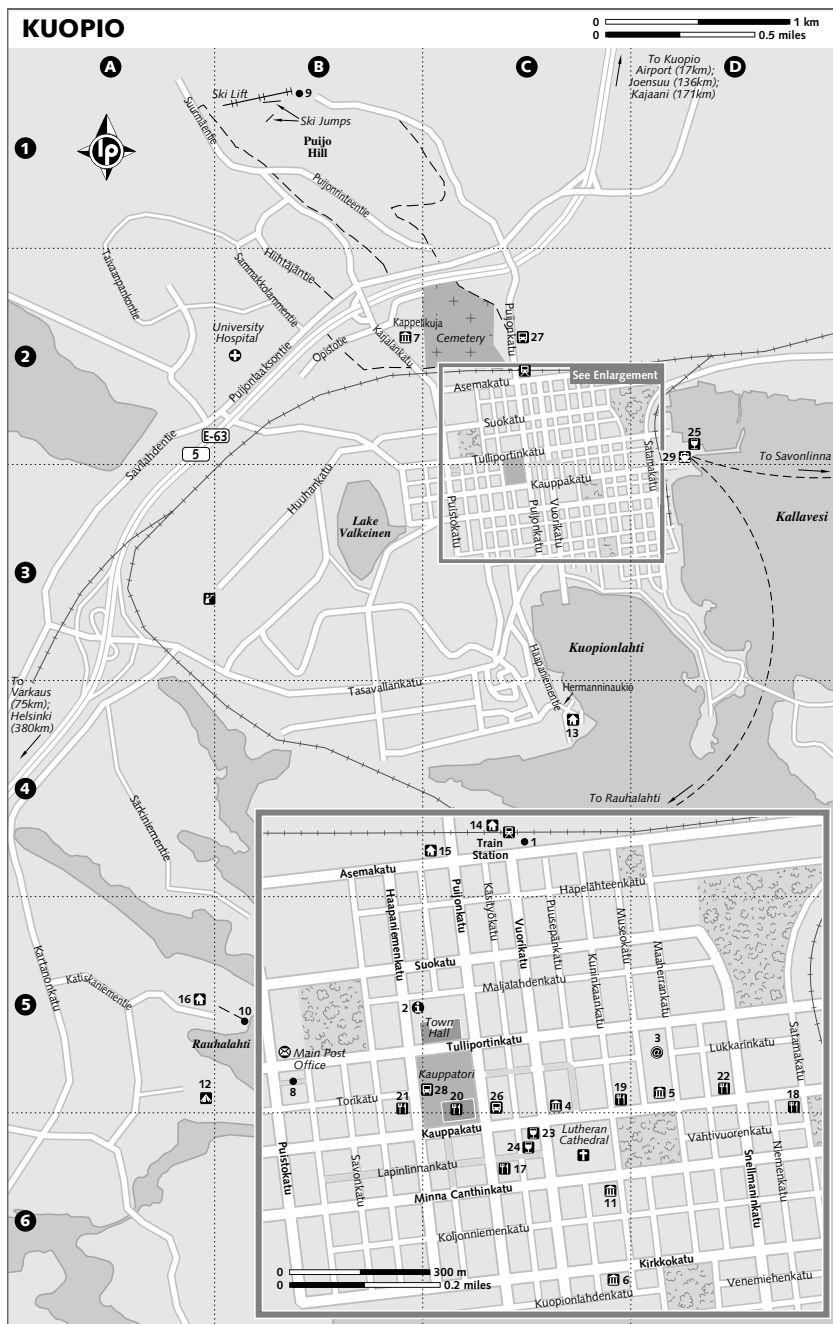 KUOPIO
0 1 km
0 0.5 miles
A B C D
To Kuopio
Airport (17km);
Joensuu (136km);
Kajaani (171km)
Ski Lift
9
Ski Jumps
Suurmäentie
Puijo
Hill
1
lp
Puijonrinteentie
Taivaanpankontie
Hiihtäjäntie
Sammakkolammentie
University
Hospital
Puijonlaaksontie
Opistotie
Kappelikuja
7
Karjalankatu
Cemetery
Puijonkatu
27
2
See Enlargement
Asemakatu
Suokatu
Tulliportinkatu
Kauppakatu
Satamakatu
25
29
To Savonlinna
E-63
5
Savilahdentie
Huuhankatu
Lake
Valkeinen
Puistokatu
Puijonkatu
Vuorikatu
Kallavesi
3
Kuopionlahti
To
Varkaus
(75km);
Helsinki
(380km)
Tasavallankatu
Haapaniementie
Hermanninaukio
13
4
To Rauhalahti
Särkiniementie
14
Train
Station
1
15
Asemakatu
Hapelähteenkatu
Haapaniemenkatu
Puijonkatu
Käsityökatu
Vuorikatu
Puusepänkatu
Kuninkaankatu
Museokatu
Maaherrankatu
Suokatu
Maljalahdenkatu
Kartanonkatu
Katiskaniementie
16
10
5
Rauhalahti
12
2
Town
Hall
Tulliportinkatu
3
@
Lukkarinkatu
Satamakatu
Main Post
Office
8
Kauppatori
28
Torikatu
21
20
26
4
19
5
22
18
Kauppakatu
23
24
Lutheran
Cathedral
Vahtivuorenkatu
Puistokatu
Savonkatu
Lapinlinnankatu
17
Minna Canthinkatu
11
Snellmaninkatu
Niemenkatu
6
Koljonniemenkatu
Kirkkokatu
0 300 m
0 0.2 miles
6
Venemiehenkatu
Kuopionlahdenkatu